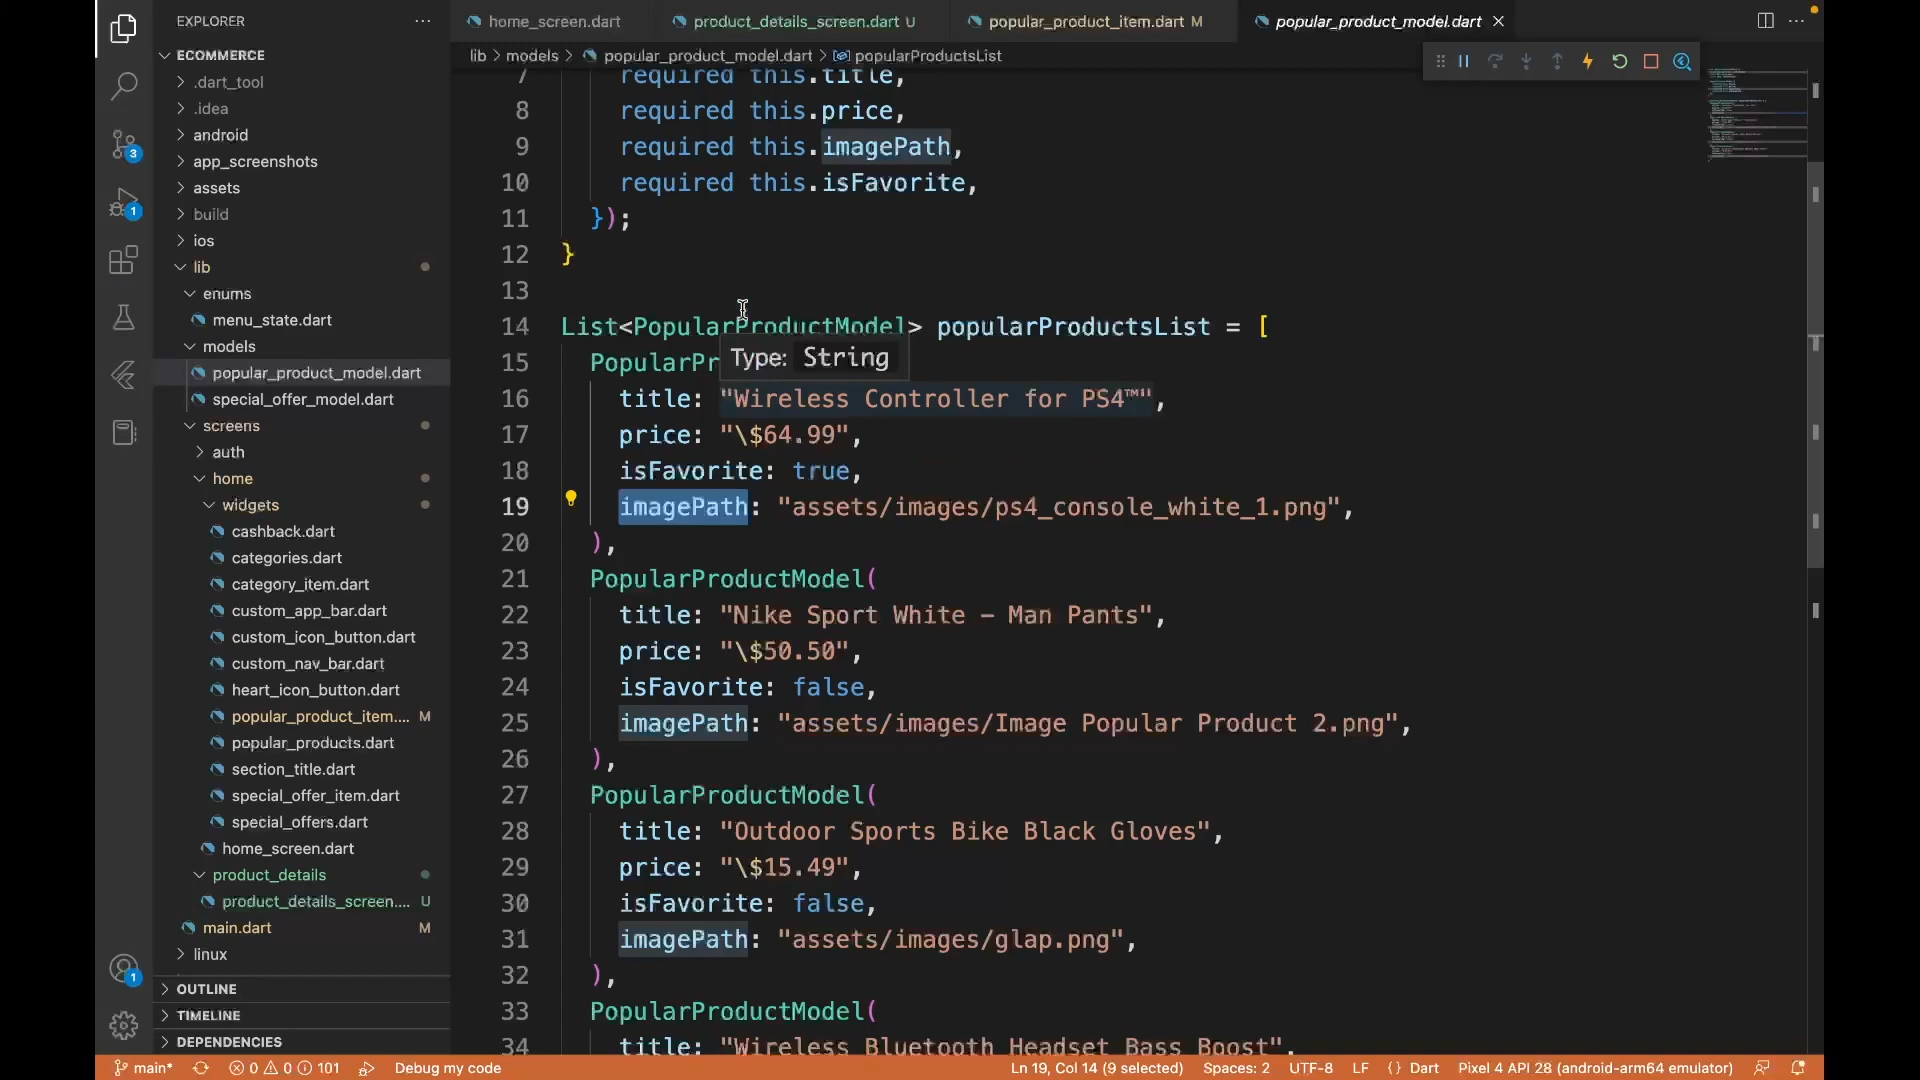 EXPLORER
home_screen.dart
product_details_screen.dart U
popular_product_item.dart M
popular_product_model.dart
ECOMMERCE
lib > models > popular_product_model.dart > popularProductsList
.dart_tool
.idea
android
app_screenshots
assets
build
ios
lib
enums
menu_state.dart
models
popular_product_model.dart
special_offer_model.dart
screens
auth
home
widgets
cashback.dart
categories.dart
category_item.dart
custom_app_bar.dart
custom_icon_button.dart
custom_nav_bar.dart
heart_icon_button.dart
popular_product_item.... M
popular_products.dart
section_title.dart
special_offer_item.dart
special_offers.dart
home_screen.dart
product_details
product_details_screen.... U
main.dart M
linux
OUTLINE
TIMELINE
DEPENDENCIES
3
1
1
7 required this.title,
8 required this.price,
9 required this.imagePath,
10 required this.isFavorite,
11 });
12 }
13
14 List<PopularProductModel> popularProductsList = [
15 PopularPr
Type: String
16 title: "Wireless Controller for PS4™",
17 price: "\$64.99",
18 isFavorite: true,
19 imagePath: "assets/images/ps4_console_white_1.png",
20 ),
21 PopularProductModel(
22 title: "Nike Sport White – Man Pants",
23 price: "\$50.50",
24 isFavorite: false,
25 imagePath: "assets/images/Image Popular Product 2.png",
26 ),
27 PopularProductModel(
28 title: "Outdoor Sports Bike Black Gloves",
29 price: "\$15.49",
30 isFavorite: false,
31 imagePath: "assets/images/glap.png",
32 ),
33 PopularProductModel(
34 title: "Wireless Bluetooth Headset Bass Boost",
main* 0 0 101 Debug my code Ln 19, Col 14 (9 selected) Spaces: 2 UTF-8 LF { } Dart Pixel 4 API 28 (android-arm64 emulator)